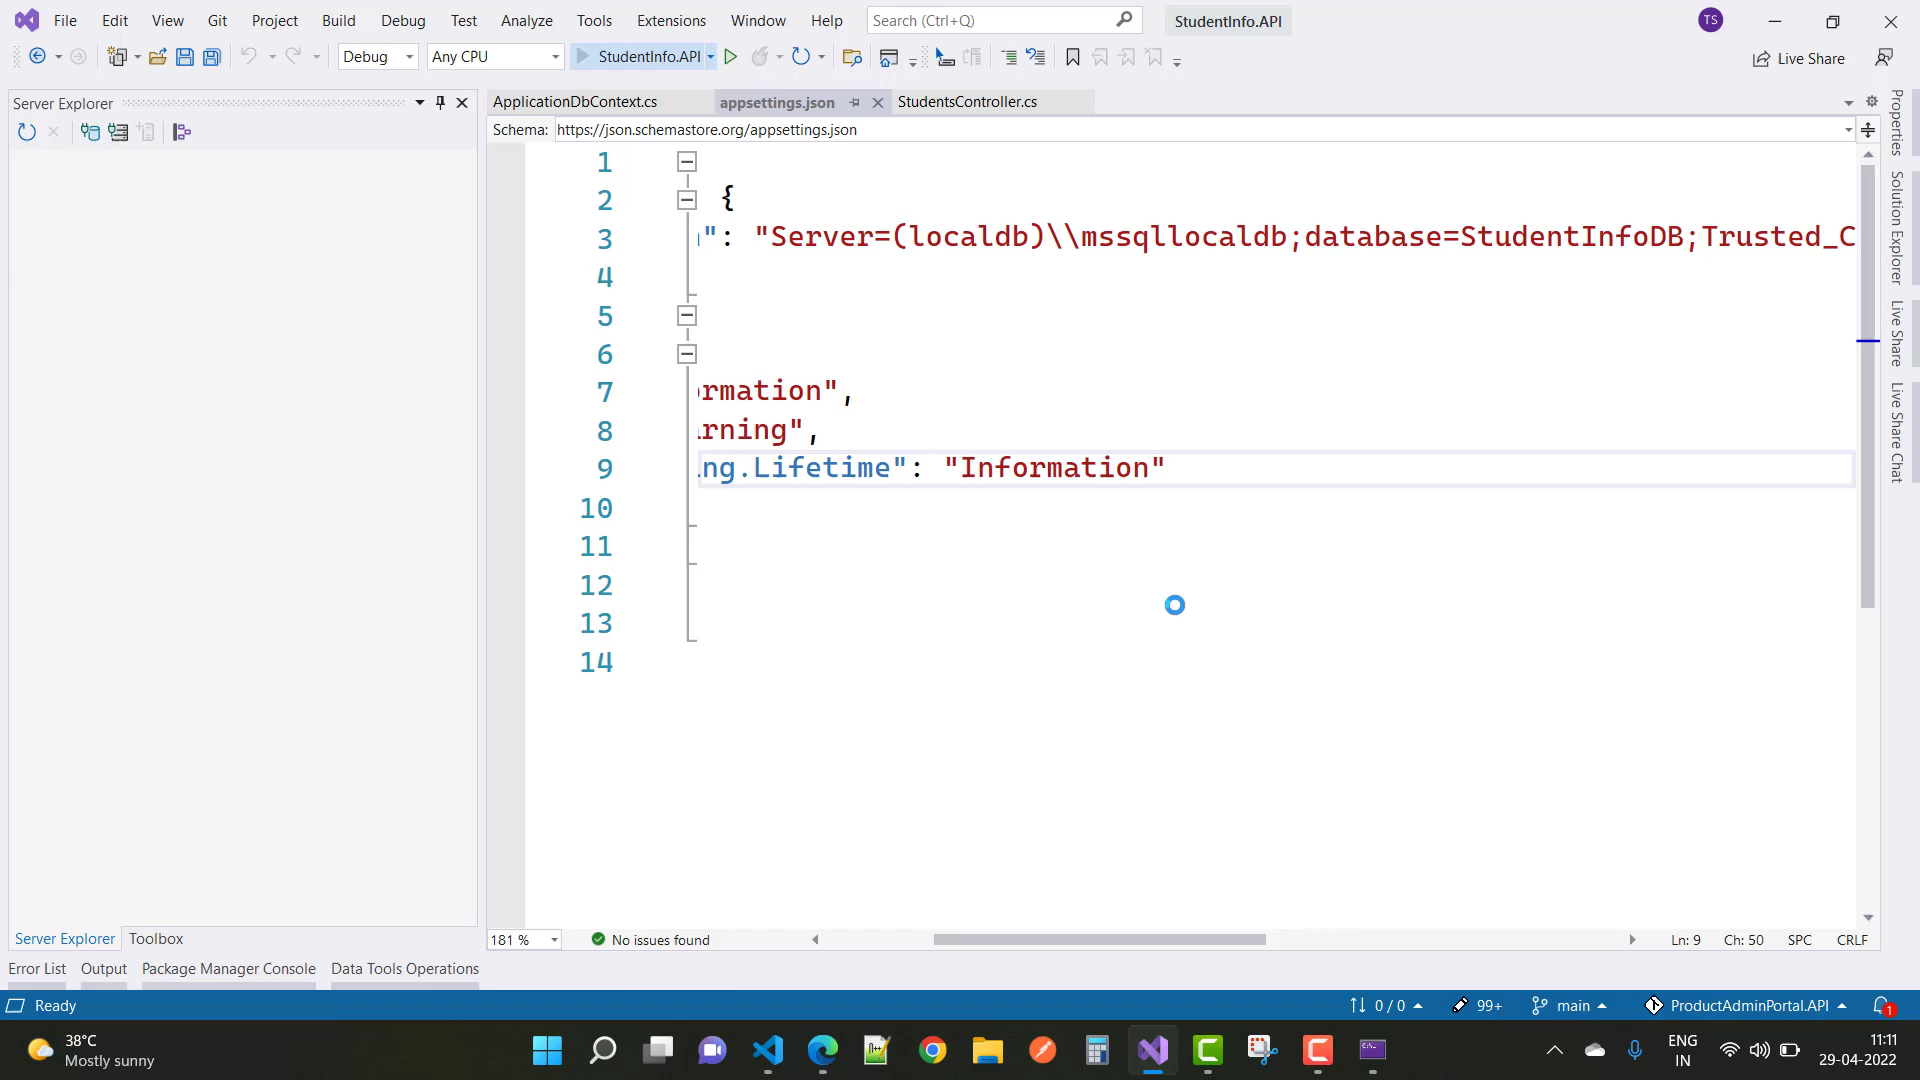 File Edit View Git Project Build Debug Test Analyze Tools Extensions Window Help Search (Ctrl+Q) StudentInfo.API TS
Debug Any CPU StudentInfo.API Live Share
Server Explorer
ApplicationDbContext.cs appsettings.json StudentsController.cs
Schema: https://json.schemastore.org/appsettings.json
1
2 {
3 ": "Server=(localdb)\\mssqllocaldb;database=StudentInfoDB;Trusted_C
4
5
6
7 ormation",
8 arning",
9 ing.Lifetime": "Information"
10
11
12
13
14
Properties
Solution Explorer
Live Share
Live Share Chat
181 % No issues found Ln: 9 Ch: 50 SPC CRLF
Server Explorer Toolbox
Error List Output Package Manager Console Data Tools Operations
Ready 0 / 0 99+ main ProductAdminPortal.API 1
38°C
Mostly sunny
ENG
IN
11:11
29-04-2022